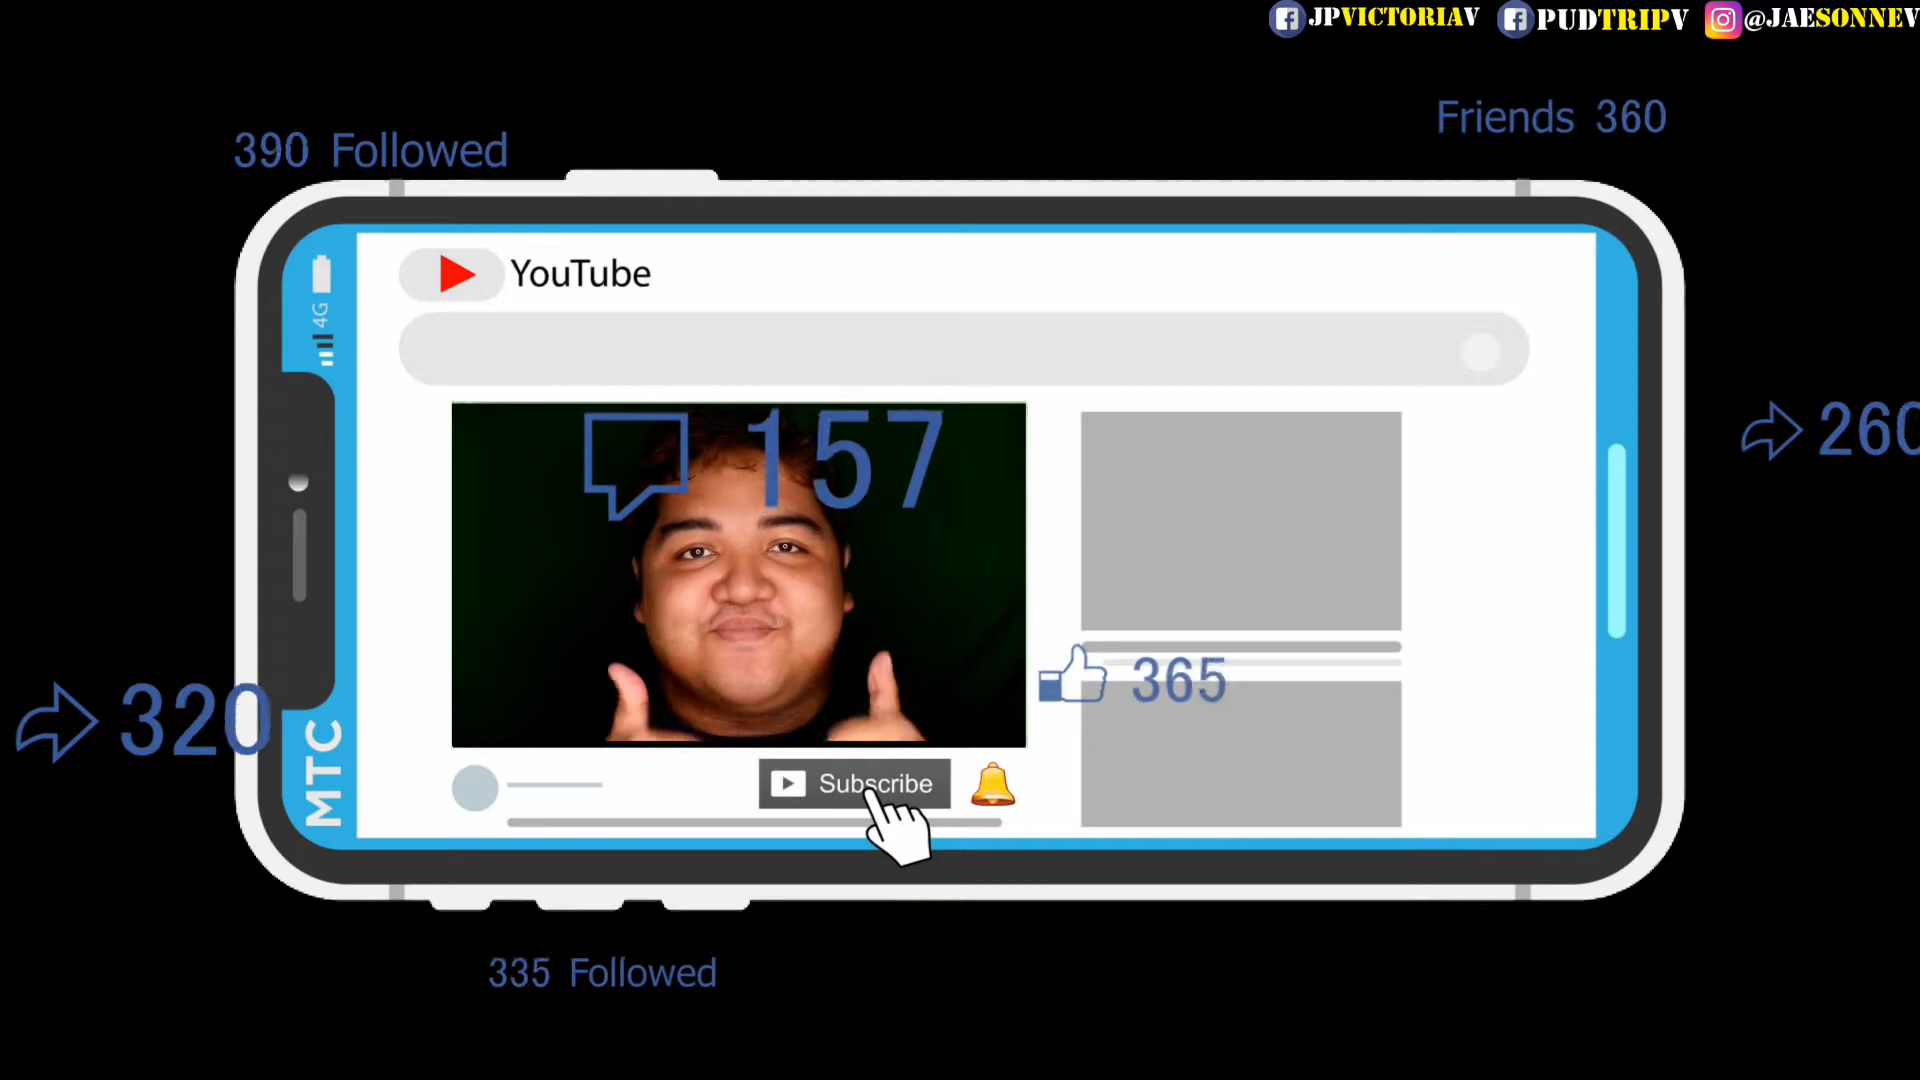 JPVICTORIAV PUDTRIPV @JAESONNEV
Friends 360
390 Followed
YouTube
4G
157
260
365
320
MTC
Subscribe
335 Followed